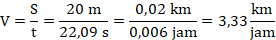 V = S/t = 20 m/22,09 s = 0,02 km/0,006 jam = 3,33 km/jam